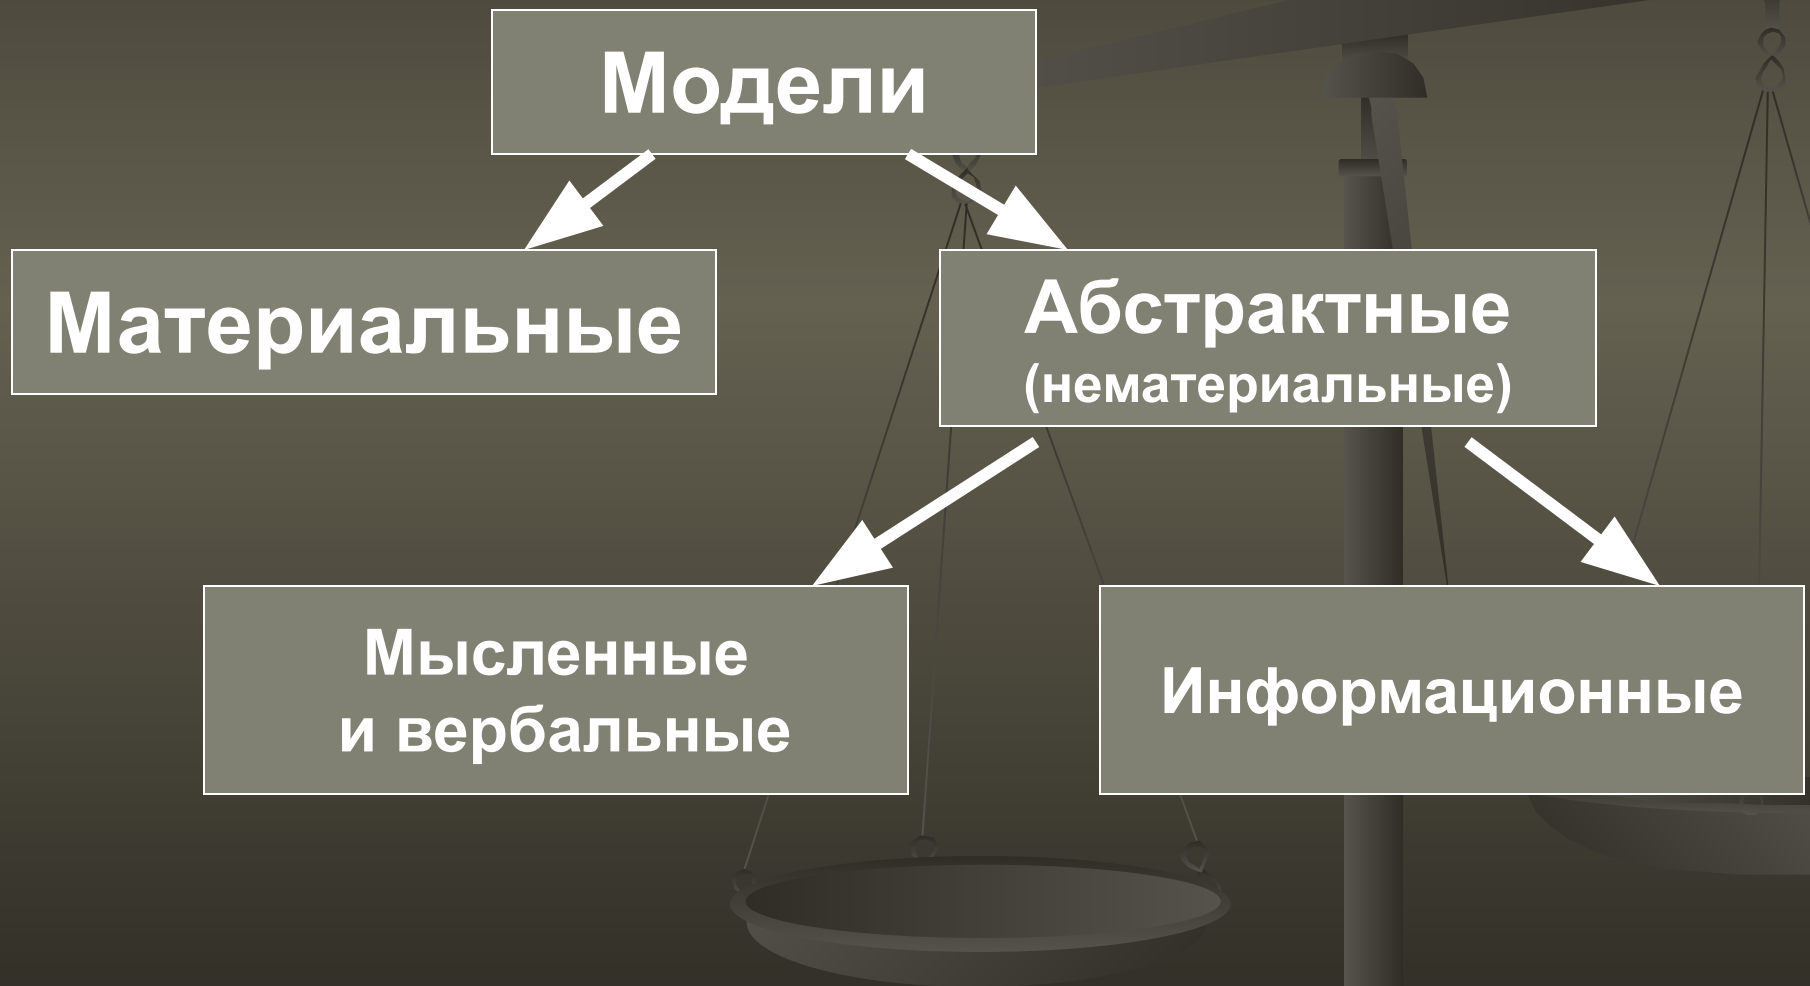 Модели
Материальные
Абстрактные
(нематериальные)
Мысленные
и вербальные
Информационные